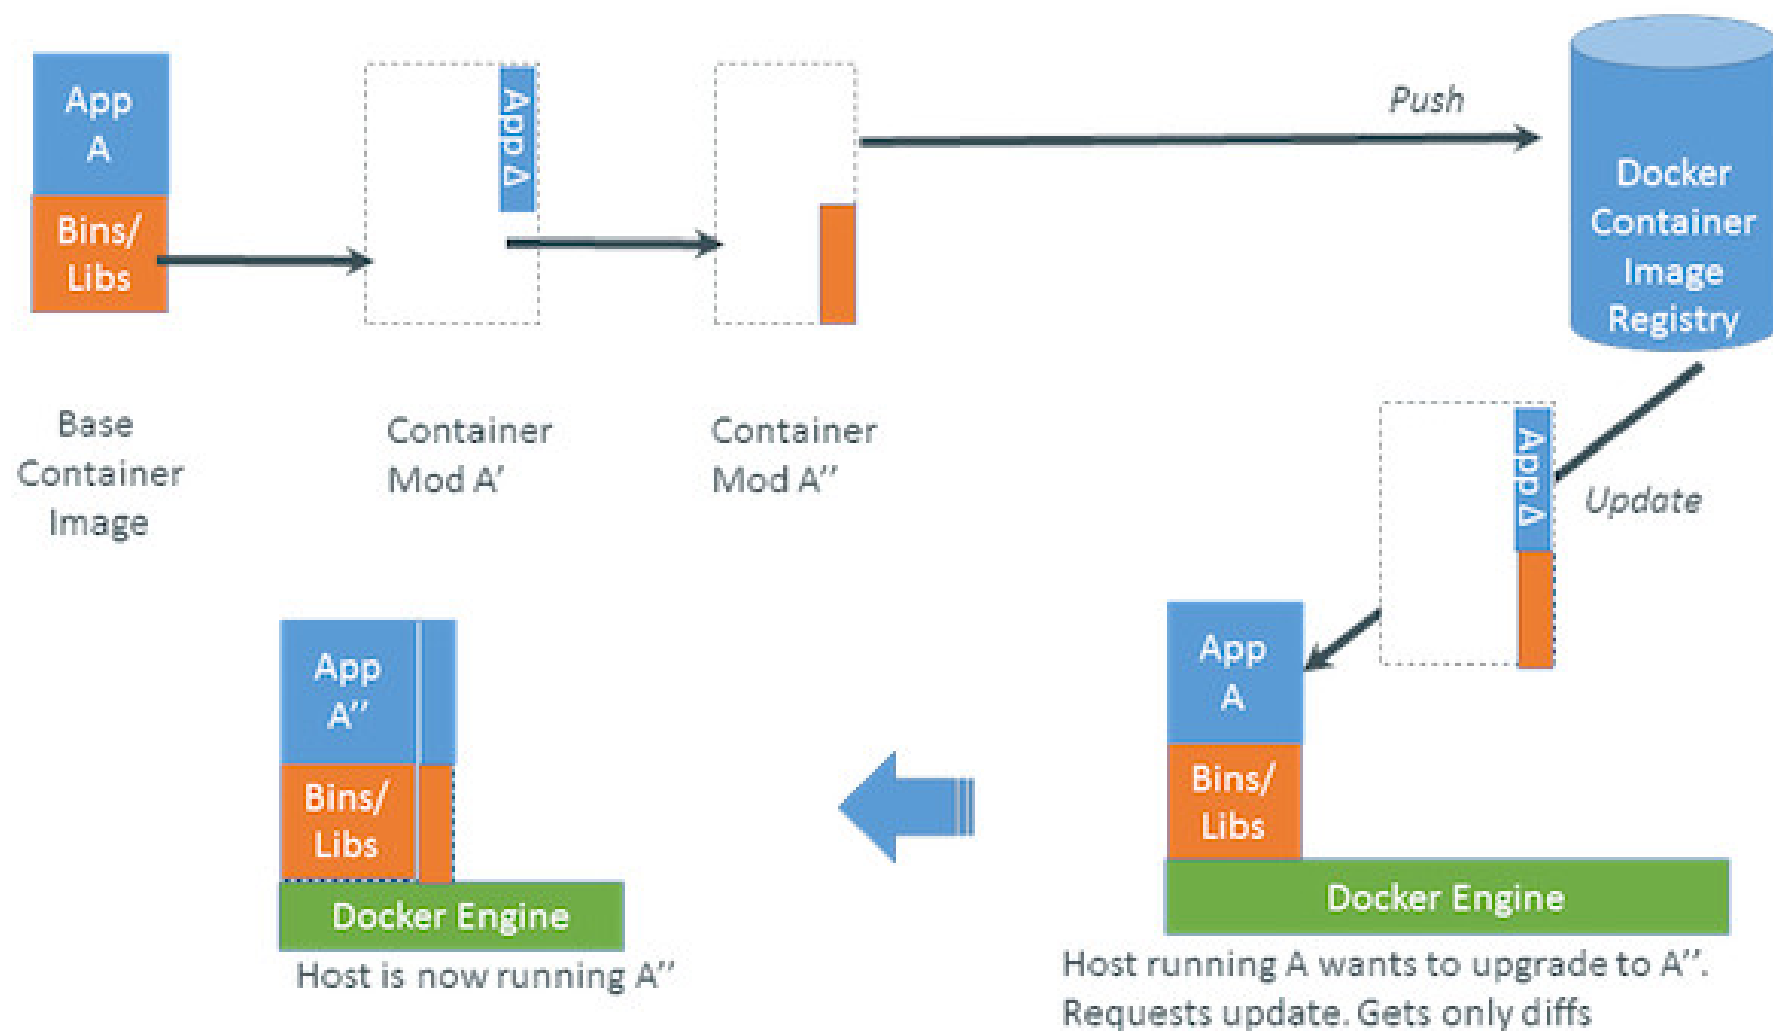 App
A
Bins/
Libs
App Δ
Push
Docker
Container
Image
Registry
Base
Container
Image
Container
Mod A'
Container
Mod A''
App Δ
Update
App
A
Bins/
Libs
Docker Engine
Host running A wants to upgrade to A''.
Requests update. Gets only diffs
App
A''
Bins/
Libs
Docker Engine
Host is now running A''